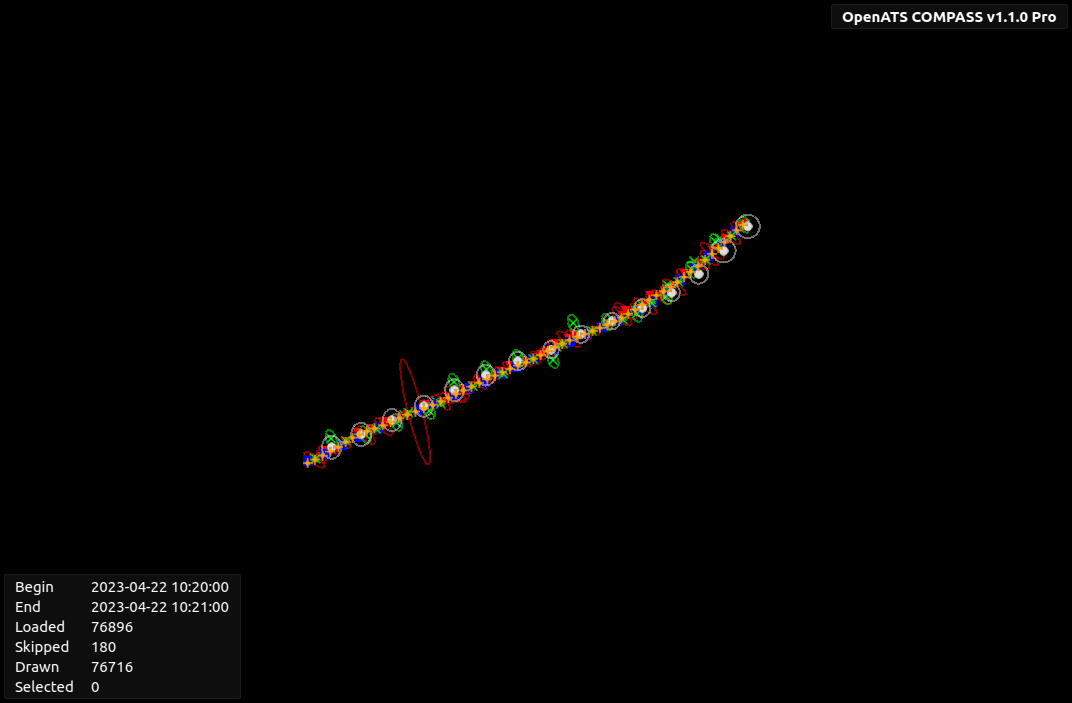 OpenATS COMPASS v1.1.0 Pro
Begin 2023-04-22 10:20:00
End 2023-04-22 10:21:00
Loaded 76896
Skipped 180
Drawn 76716
Selected 0